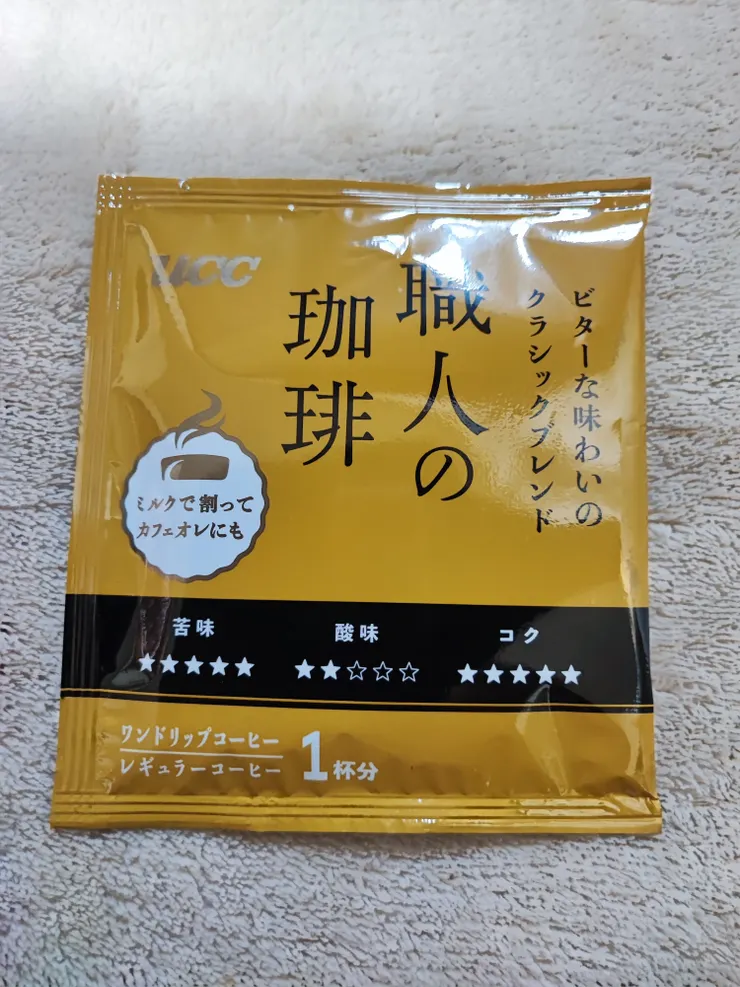 UCC
職人の
珈琲
ビターな味わいの
クラシックブレンド
ミルクで割って
カフェオレにも
苦味 酸味 コク
★★★★★ ★★☆☆☆ ★★★★★
ワンドリップコーヒー
レギュラーコーヒー
1杯分